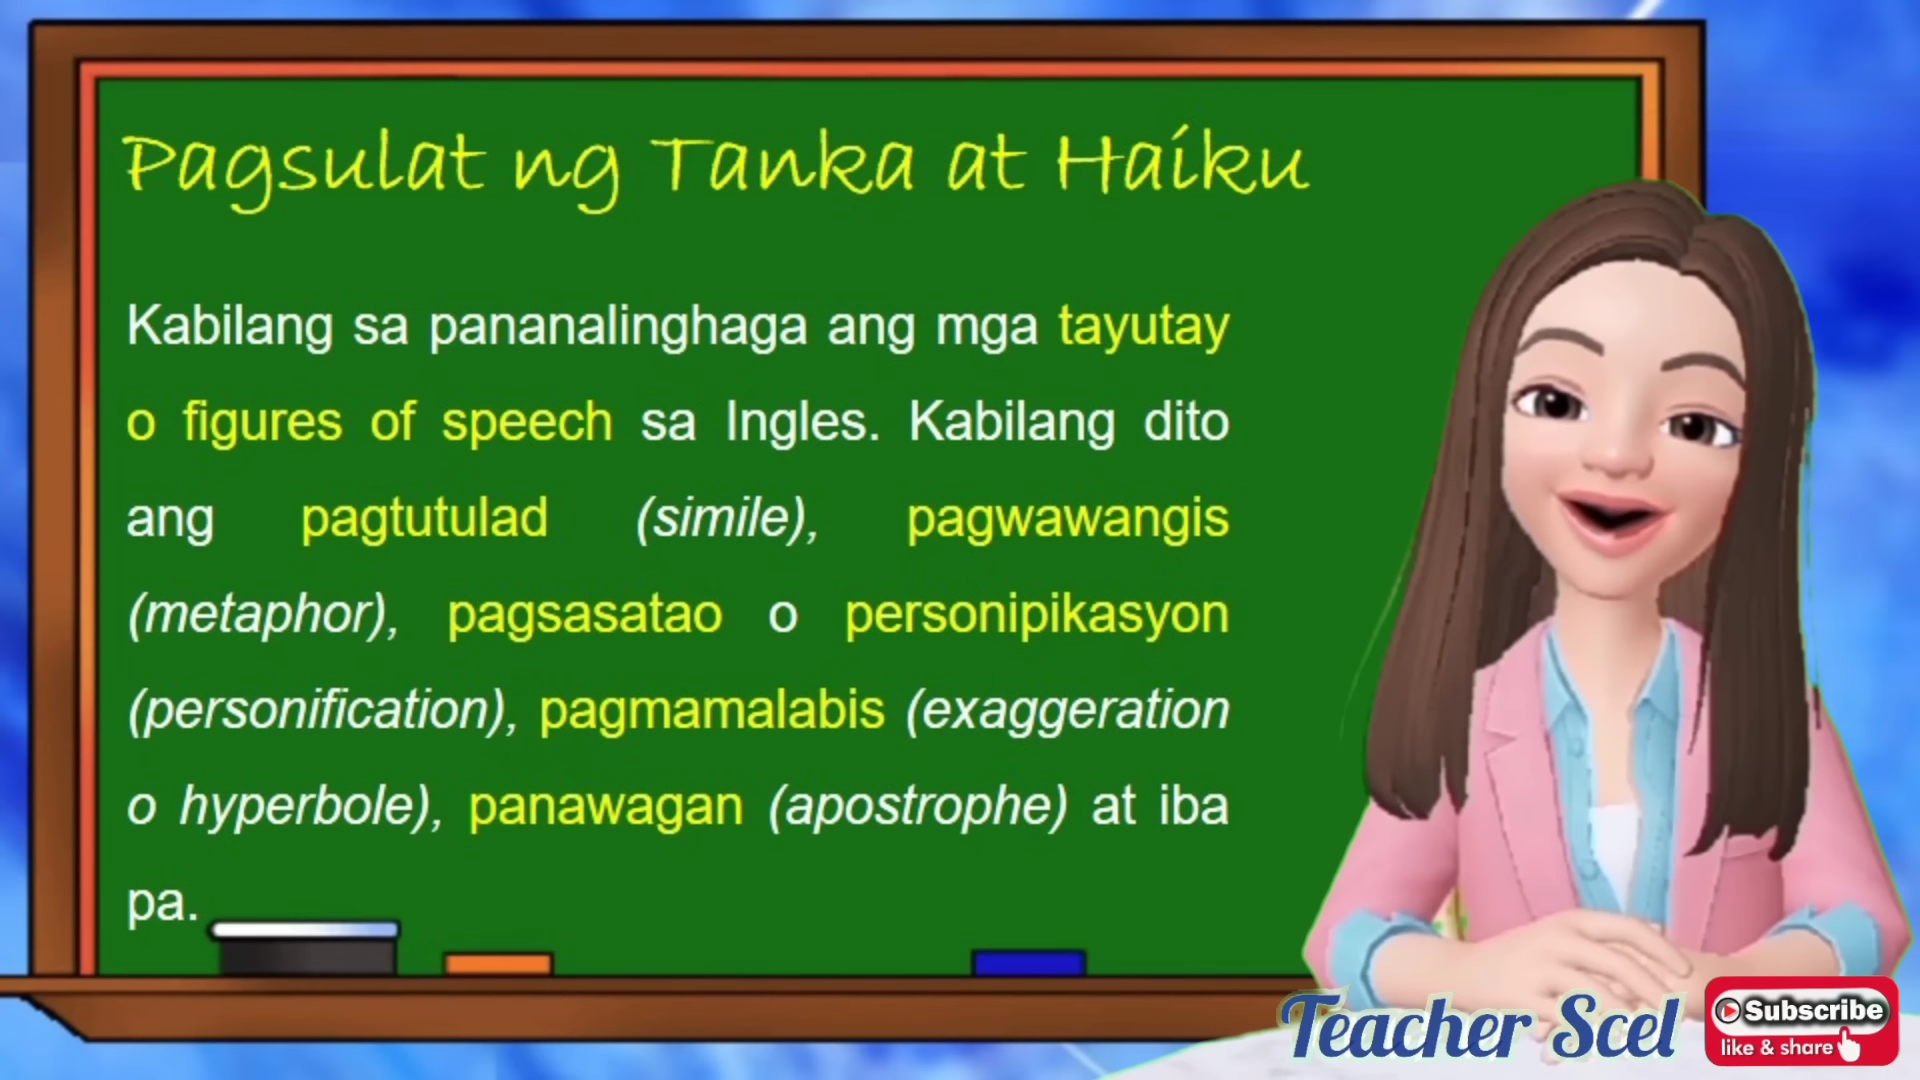 Pagsulat ng Tanka at Haiku
Kabilang sa pananalinghaga ang mga tayutay
o figures of speech sa Ingles. Kabilang dito
ang pagtutulad (simile), pagwawangis
(metaphor), pagsasatao o personipikasyon
(personification), pagmamalabis (exaggeration
o hyperbole), panawagan (apostrophe) at iba
pa.
Teacher Scel
Subscribe
like & share